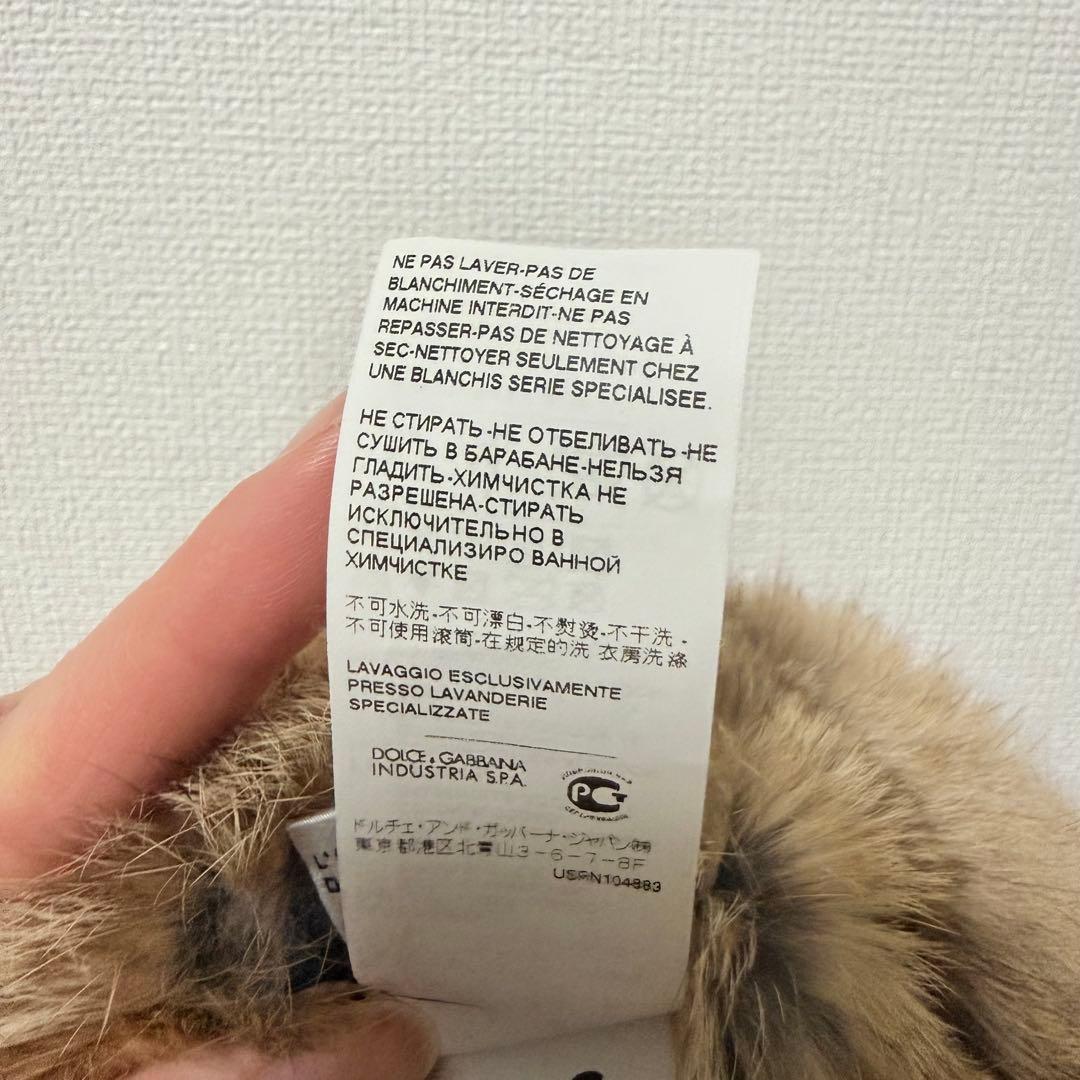 NE PAS LAVER-PAS DE
BLANCHIMENT-SÉCHAGE EN
MACHINE INTERDIT-NE PAS
REPASSER-PAS DE NETTOYAGE À
SEC-NETTOYER SEULEMENT CHEZ
UNE BLANCHIS SERIE SPECIALISEE.
НЕ СТИРАТЬ-НЕ ОТБЕЛИВАТЬ-НЕ
СУШИТЬ В БАРАБАНЕ-НЕЛЬЗЯ
ГЛАДИТЬ-ХИМЧИСТКА НЕ
РАЗРЕШЕНА-СТИРАТЬ
ИСКЛЮЧИТЕЛЬНО В
СПЕЦИАЛИЗИРО ВАННОЙ
ХИМЧИСТКЕ
不可水洗-不可漂白-不熨烫-不干洗-
不可使用滚筒-在规定的洗 衣房洗涤
LAVAGGIO ESCLUSIVAMENTE
PRESSO LAVANDERIE
SPECIALIZZATE
DOLCE & GABBANA
INDUSTRIA S.P.A.
PG
ドルチェ・アンド・ガッバーナ・ジャパン㈱
東京都港区北青山3-6-7-8F
USRN104883